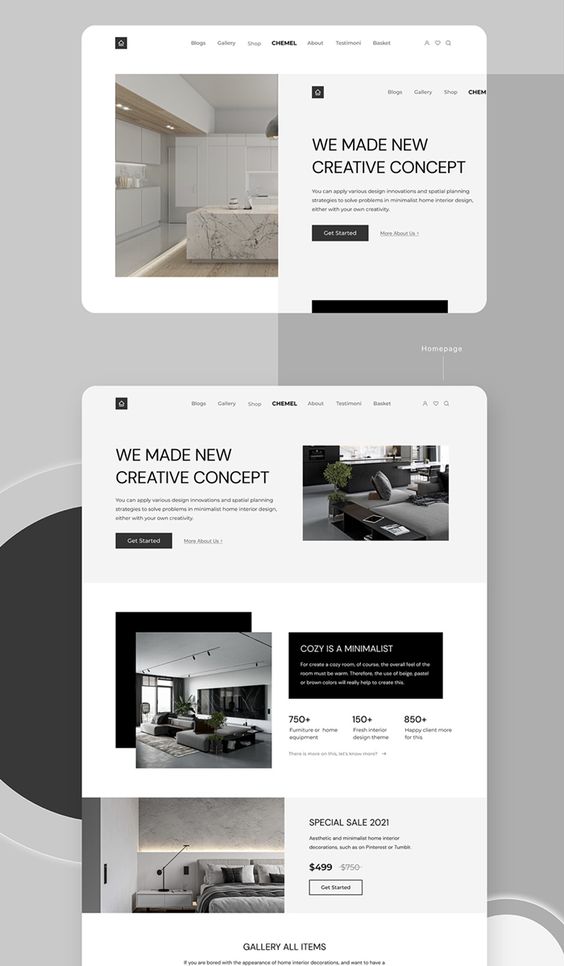 Blogs Gallery Shop CHEMEL About Testimoni Basket
Blogs Gallery Shop CHEM
WE MADE NEW
CREATIVE CONCEPT
You can apply various design innovations and spatial planning
strategies to solve problems in minimalist home interior design,
either with your own creativity.
Get Started More About Us
Homepage
Blogs Gallery Shop CHEMEL About Testimoni Basket
WE MADE NEW
CREATIVE CONCEPT
You can apply various design innovations and spatial planning
strategies to solve problems in minimalist home interior design,
either with your own creativity.
Get Started More About Us
COZY IS A MINIMALIST
For create a cozy room, of course, the overall feel of the
room must be warm. Therefore, the use of beige, pastel
or brown colors will really help to create this.
750+ 150+ 850+
Furniture or home Fresh interior Happy client more
equipment design theme for this
There is more on this, let's know more? →
SPECIAL SALE 2021
Aesthetic and minimalist home interior
decorations, such as on Pinterest or Tumblr.
$499 $750
Get Started
GALLERY ALL ITEMS
If you are bored with the appearance of home interior decorations, and want to have a